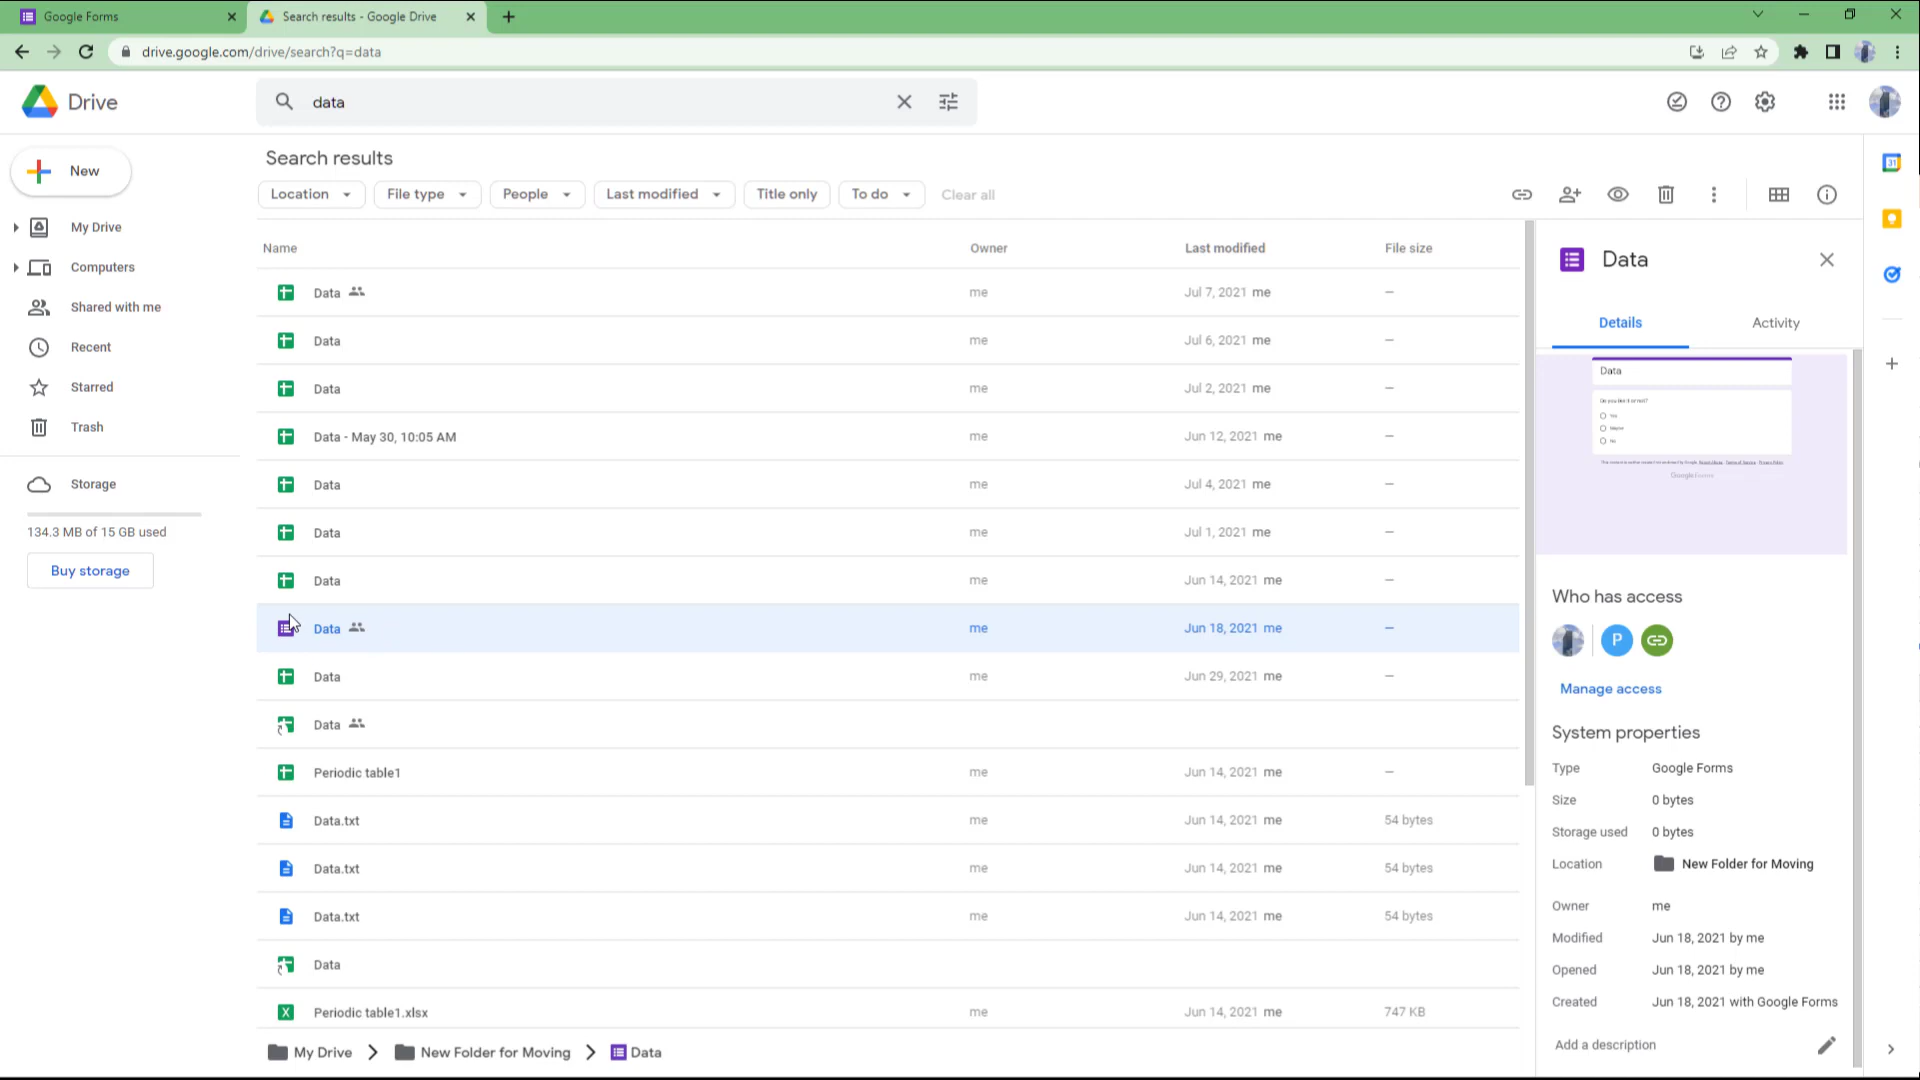 Google Forms
Search results - Google Drive
drive.google.com/drive/search?q=data
Drive
data
New
My Drive
Computers
Shared with me
Recent
Starred
Trash
Storage
134.3 MB of 15 GB used
Buy storage
Search results
Location
File type
People
Last modified
Title only
To do
Clear all
Name Owner Last modified File size
Data me Jul 7, 2021 me –
Data me Jul 6, 2021 me –
Data me Jul 2, 2021 me –
Data - May 30, 10:05 AM me Jun 12, 2021 me –
Data me Jul 4, 2021 me –
Data me Jul 1, 2021 me –
Data me Jun 14, 2021 me –
Data me Jun 18, 2021 me –
Data me Jun 29, 2021 me –
Data
Periodic table1 me Jun 14, 2021 me –
Data.txt me Jun 14, 2021 me 54 bytes
Data.txt me Jun 14, 2021 me 54 bytes
Data.txt me Jun 14, 2021 me 54 bytes
Data
Periodic table1.xlsx me Jun 14, 2021 me 747 KB
My Drive New Folder for Moving Data
Data
Details Activity
Data
Yes
Maybe
No
Google Forms
Who has access
P
Manage access
System properties
Type Google Forms
Size 0 bytes
Storage used 0 bytes
Location New Folder for Moving
Owner me
Modified Jun 18, 2021 by me
Opened Jun 18, 2021 by me
Created Jun 18, 2021 with Google Forms
Add a description
31